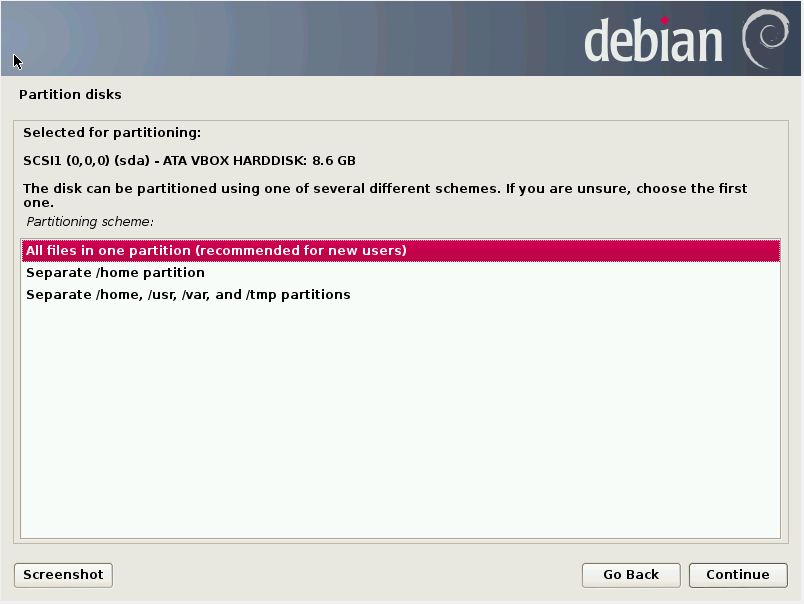 debian
Partition disks
Selected for partitioning:
SCSI1 (0,0,0) (sda) - ATA VBOX HARDDISK: 8.6 GB
The disk can be partitioned using one of several different schemes. If you are unsure, choose the first
one.
Partitioning scheme:
All files in one partition (recommended for new users)
Separate /home partition
Separate /home, /usr, /var, and /tmp partitions
Screenshot
Go Back
Continue